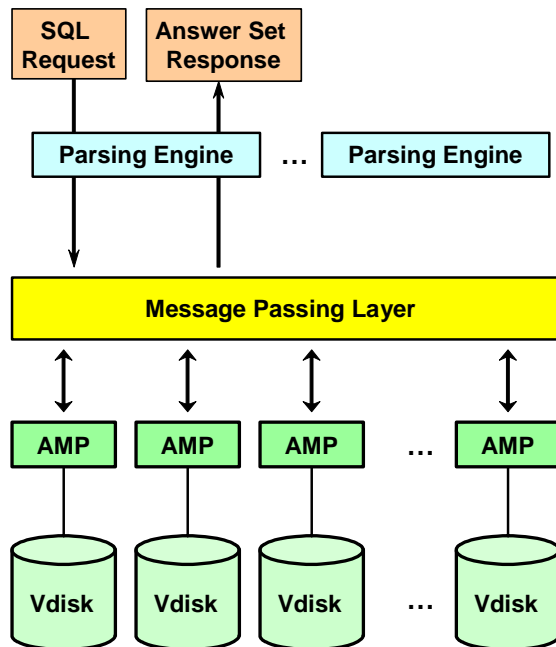 SQL
Request
Answer Set
Response
Parsing Engine ... Parsing Engine
Message Passing Layer
AMP AMP AMP ... AMP
Vdisk Vdisk Vdisk ... Vdisk